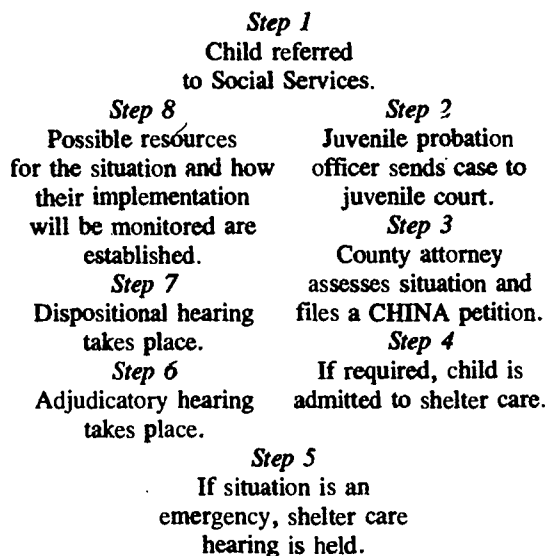 Step 1
Child referred
to Social Services.
Step 8
Possible resources
for the situation and how
their implementation
will be monitored are
established.
Step 7
Dispositional hearing
takes place.
Step 6
Adjudicatory hearing
takes place.
Step 2
Juvenile probation
officer sends case to
juvenile court.
Step 3
County attorney
assesses situation and
files a CHINA petition.
Step 4
If required, child is
admitted to shelter care.
Step 5
If situation is an
emergency, shelter care
hearing is held.